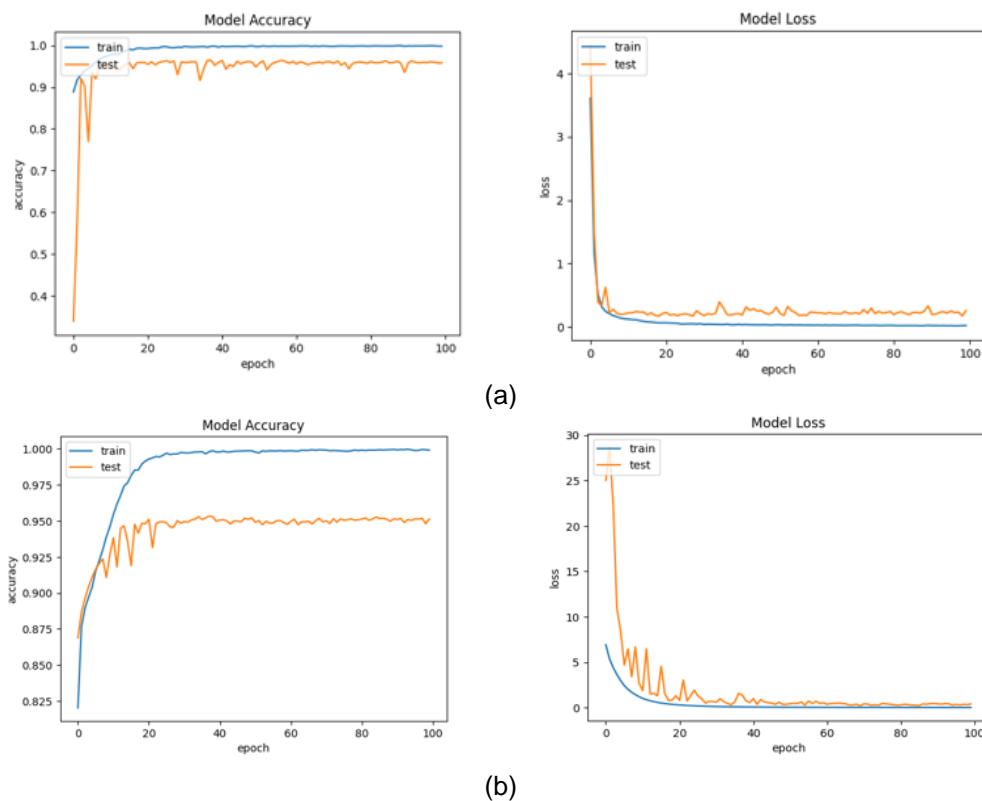 Model Accuracy
train
test
1.0
0.9
0.8
0.7
0.6
0.5
0.4
accuracy
0 20 40 60 80 100
epoch
Model Loss
train
test
4
3
2
1
0
loss
0 20 40 60 80 100
epoch
(a)
Model Accuracy
train
test
1.000
0.975
0.950
0.925
0.900
0.875
0.850
0.825
accuracy
0 20 40 60 80 100
epoch
Model Loss
train
test
30
25
20
15
10
5
0
loss
0 20 40 60 80 100
epoch
(b)